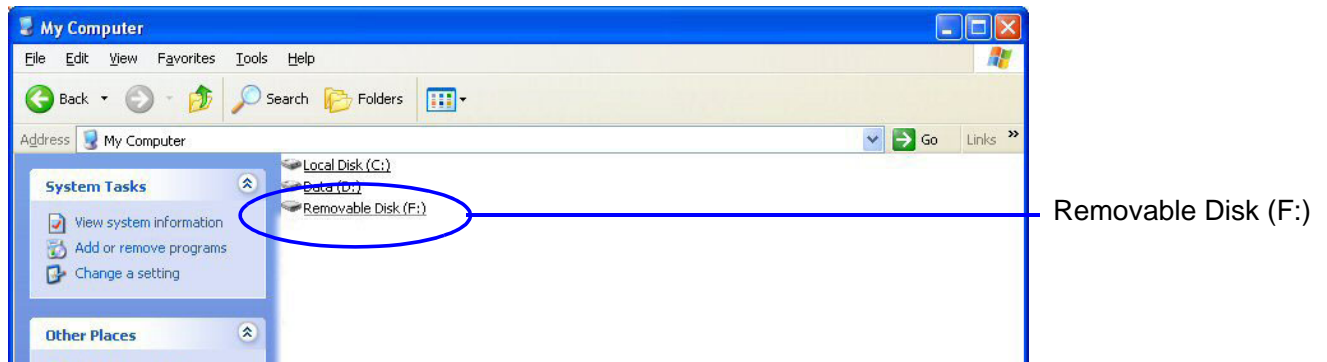 My Computer
File Edit View Favorites Tools Help
Back Search Folders
Address My Computer Go Links »
Local Disk (C:)
System Tasks
Data (D:)
Removable Disk (F:)
Removable Disk (F:)
View system information
Add or remove programs
Change a setting
Other Places